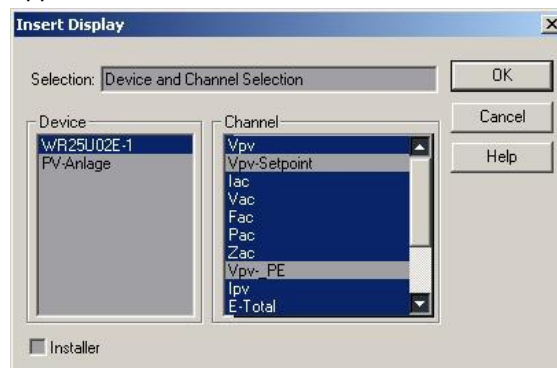 Insert Display
Selection: Device and Channel Selection
OK
Cancel
Help
Device
WR25U02E-1
PV-Anlage
Channel
Vpv
Vpv-Setpoint
Iac
Vac
Fac
Pac
Zac
Vpv-_PE
Ipv
E-Total
Installer